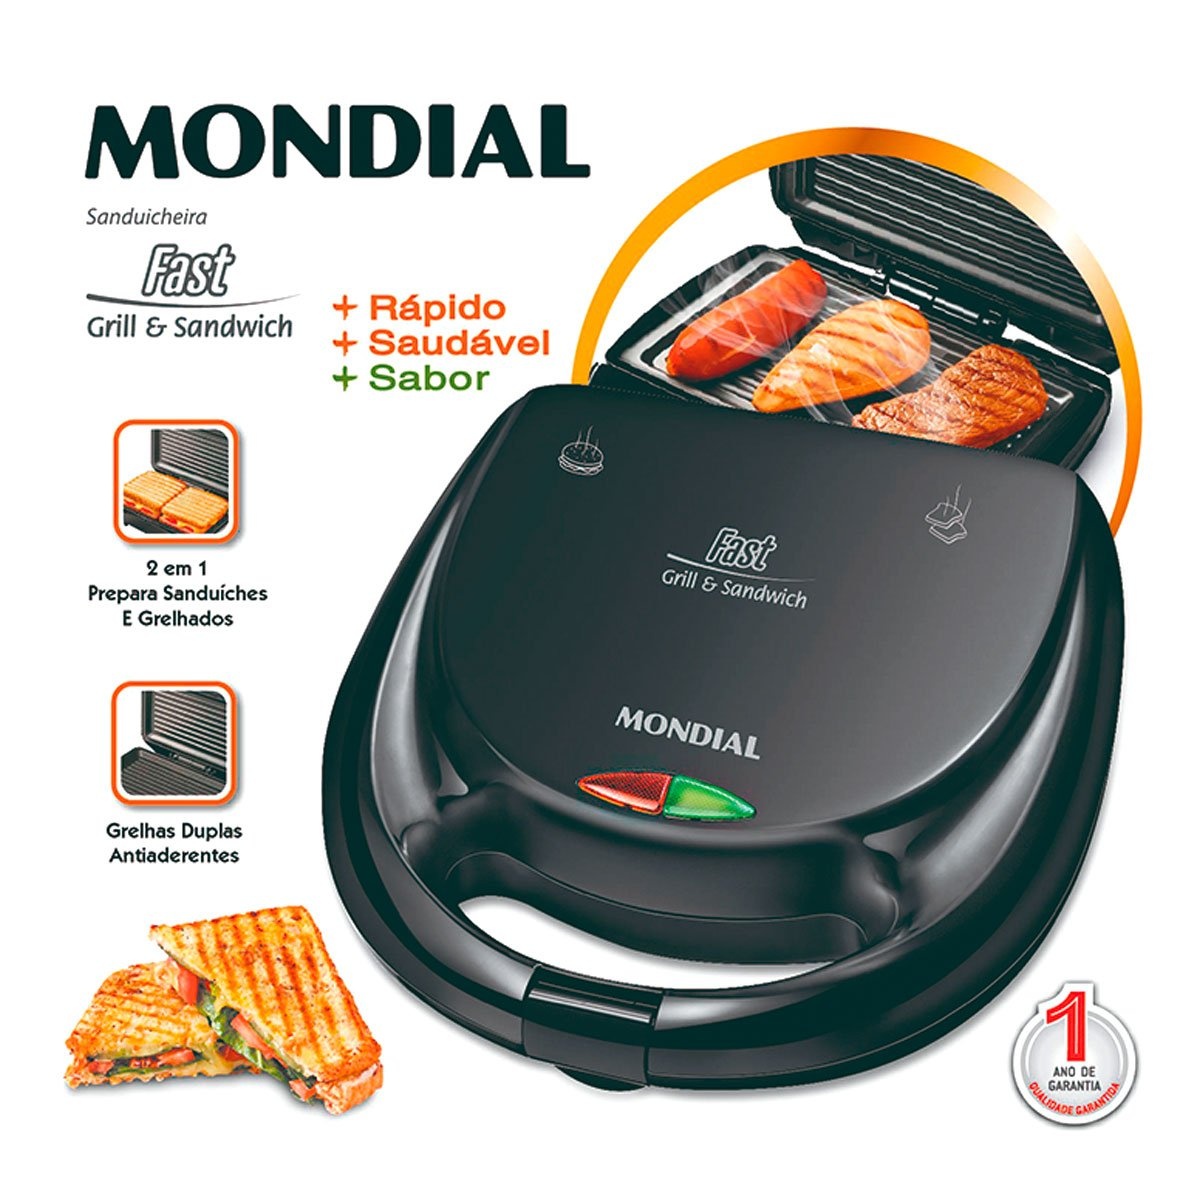 MONDIAL
Sanduicheira
Fast
Grill & Sandwich
+ Rápido
+ Saudável
+ Sabor
2 em 1
Prepara Sanduíches
E Grelhados
Grelhas Duplas
Antiaderentes
Fast
Grill & Sandwich
MONDIAL
1
ANO DE
GARANTIA
QUALIDADE GARANTIDA